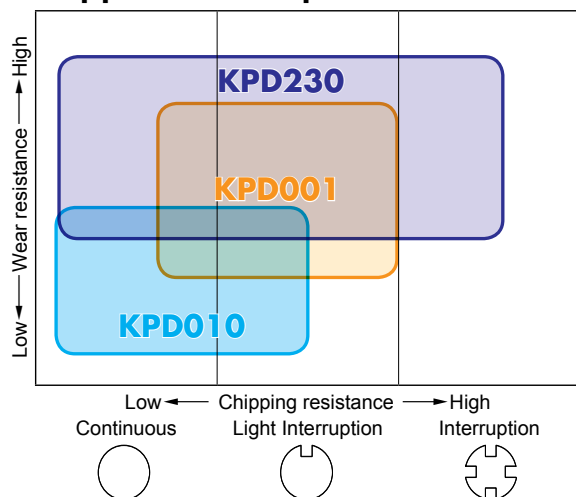 High
Wear resistance
Low
KPD230
KPD001
KPD010
Low Chipping resistance High
Continuous Light Interruption Interruption